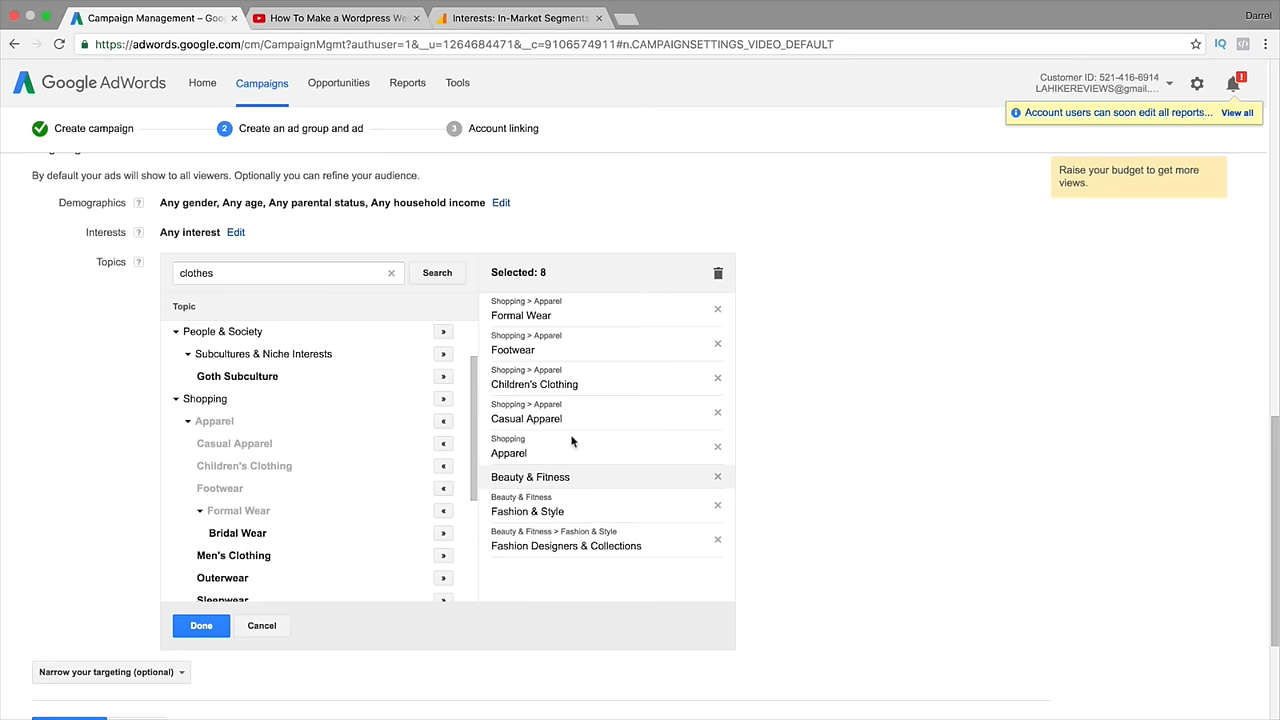 Campaign Management – Goo
How To Make a Wordpress We
Interests: In-Market Segments
Darrel
https://adwords.google.com/cm/CampaignMgmt?authuser=1&__u=1264684471&__c=9106574911#n.CAMPAIGNSETTINGS_VIDEO_DEFAULT
IQ
Google AdWords
Home
Campaigns
Opportunities
Reports
Tools
Customer ID: 521-416-6914
LAHIKEREVIEWS@gmail....
!
Account users can soon edit all reports... View all
Create campaign
2 Create an ad group and ad
3 Account linking
By default your ads will show to all viewers. Optionally you can refine your audience.
Raise your budget to get more
views.
Demographics ? Any gender, Any age, Any parental status, Any household income Edit
Interests ? Any interest Edit
Topics ?
clothes
Search
Selected: 8
Topic
People & Society »
Subcultures & Niche Interests »
Goth Subculture »
Shopping »
Apparel «
Casual Apparel «
Children's Clothing «
Footwear «
Formal Wear «
Bridal Wear »
Men's Clothing »
Outerwear »
Sleepwear »
Shopping > Apparel
Formal Wear
Shopping > Apparel
Footwear
Shopping > Apparel
Children's Clothing
Shopping > Apparel
Casual Apparel
Shopping
Apparel
Beauty & Fitness
Beauty & Fitness
Fashion & Style
Beauty & Fitness > Fashion & Style
Fashion Designers & Collections
Done
Cancel
Narrow your targeting (optional)